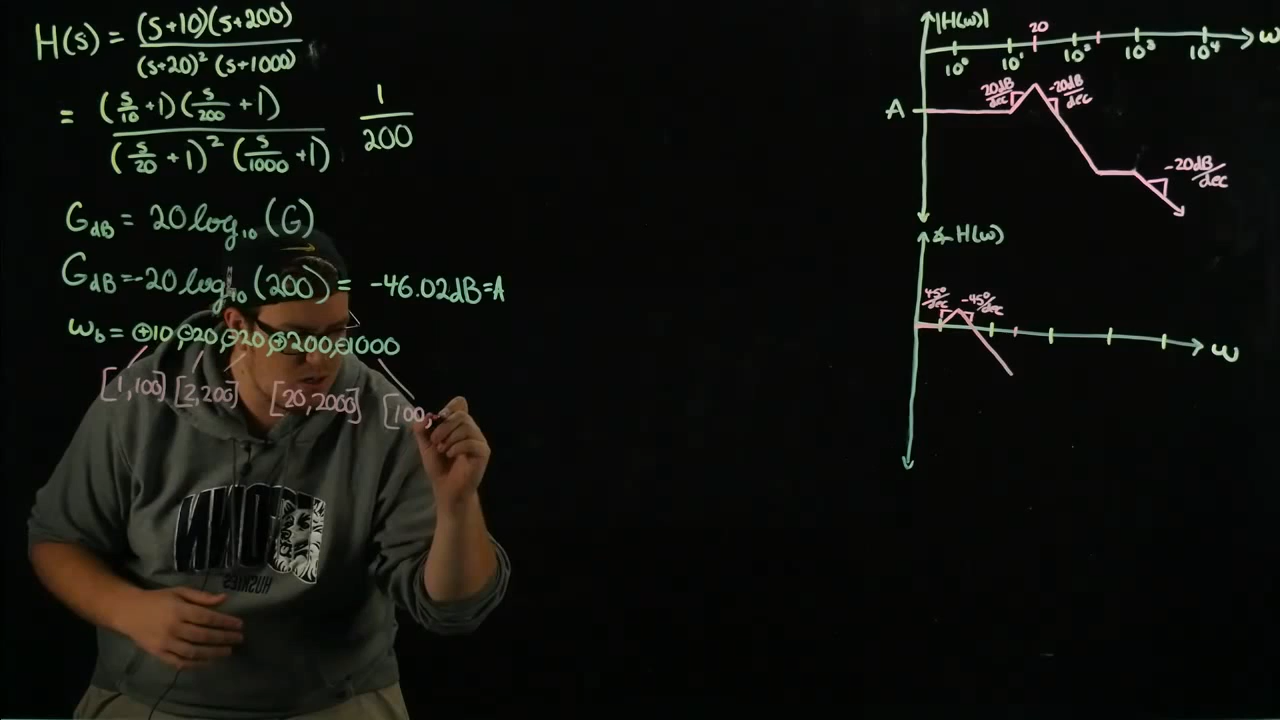 H(s) = (s+10)(s+200) / (s+20)² (s+1000)
= (s/10 +1)(s/200 + 1) / (s/20 + 1)² (s/1000 +1) 1/200
G_dB = 20 log₁₀ (G)
G_dB = -20 log₁₀ (200) = -46.02dB = A
ω_b = ⊕10, ⊖20, ⊖20, ⊕200, ⊖1000
[1,100] [2,200] [20,2000] [100,
HUSKIES
|H(ω)|
20
ω
10⁰ 10¹ 10² 10³ 10⁴
20dB/dec -20dB/dec
A
-20dB/dec
∡ H(ω)
45°/dec -45°/dec
ω